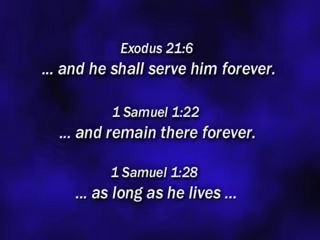 Exodus 21:6
... and he shall serve him forever.
1 Samuel 1:22
... and remain there forever.
1 Samuel 1:28
... as long as he lives ...